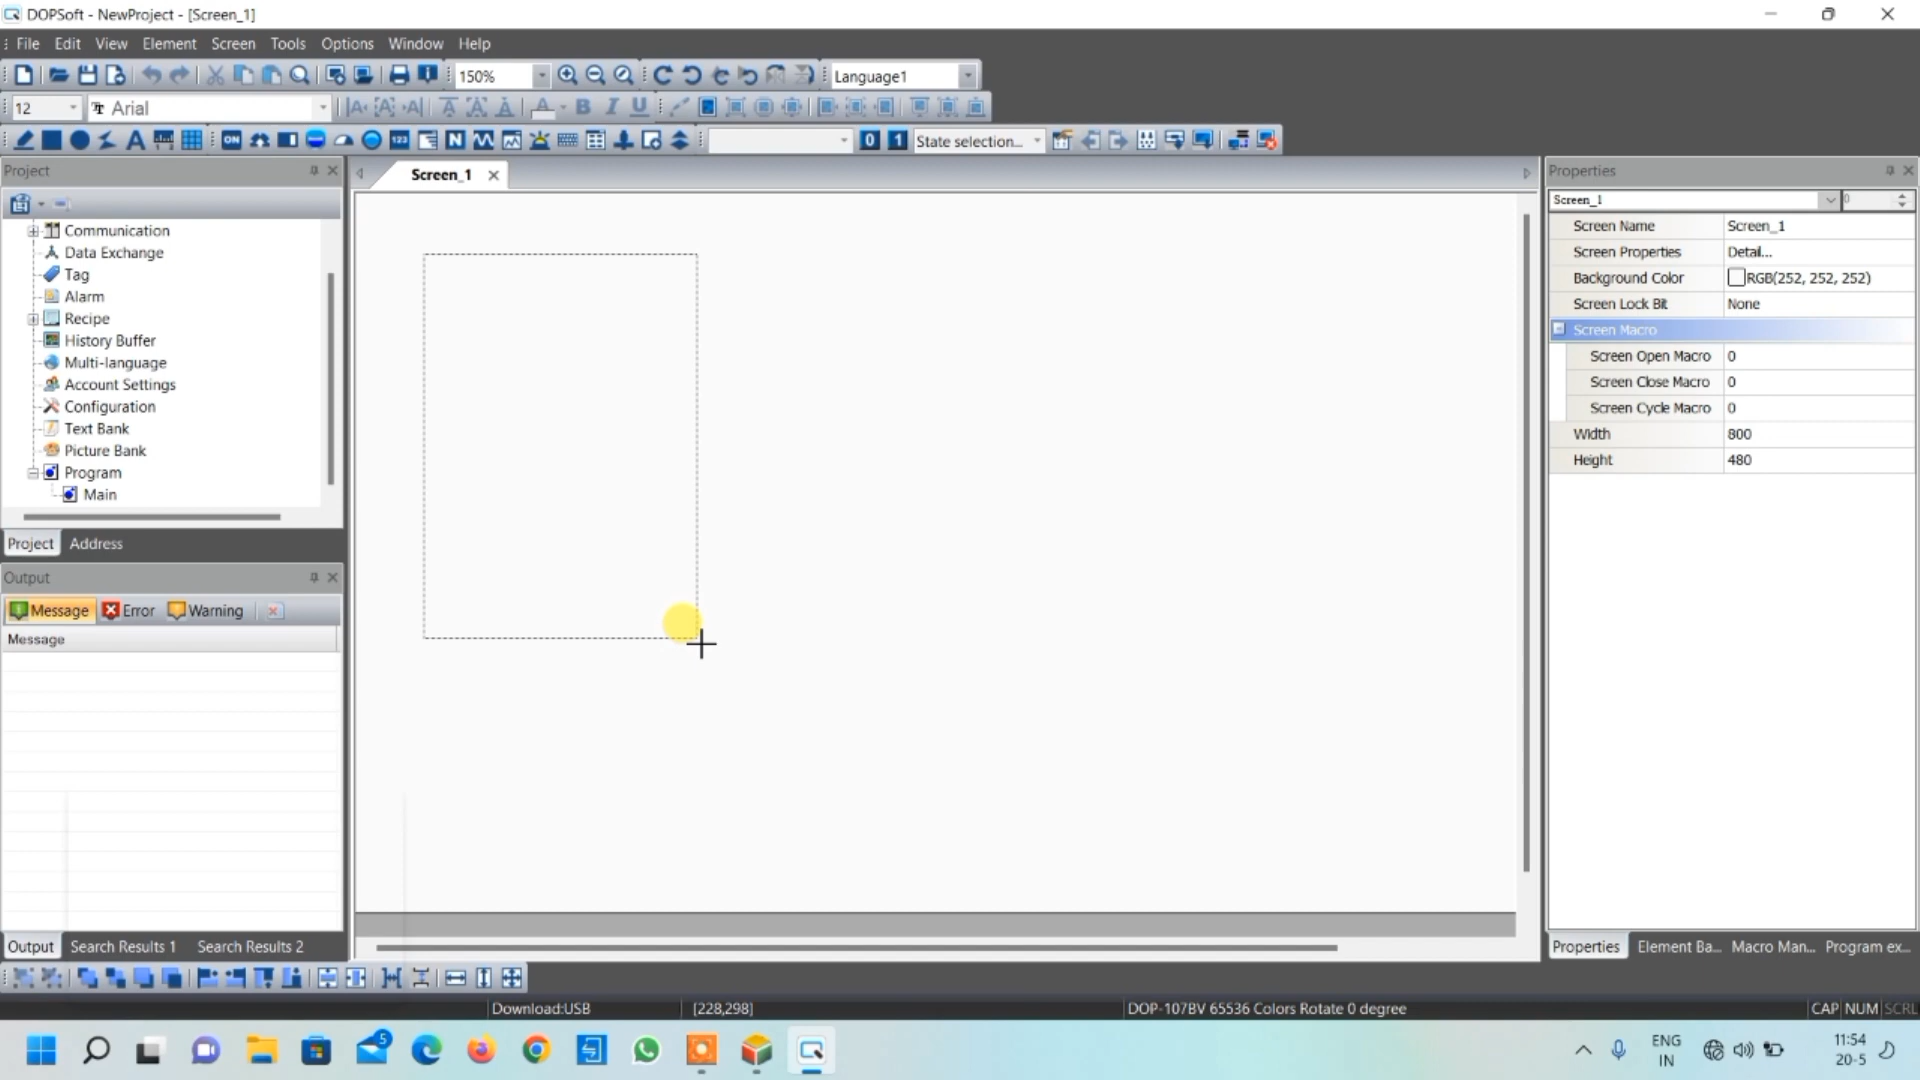 DOPSoft - NewProject - [Screen_1]
File Edit View Element Screen Tools Options Window Help
150% Language1
12 Arial
State selection...
Project
Communication
Data Exchange
Tag
Alarm
Recipe
History Buffer
Multi-language
Account Settings
Configuration
Text Bank
Picture Bank
Program
Main
Project Address
Output
Message Error Warning
Message
Output Search Results 1 Search Results 2
Screen_1
Properties
Screen_1 0
Screen Name Screen_1
Screen Properties Detail...
Background Color RGB(252, 252, 252)
Screen Lock Bit None
Screen Macro
Screen Open Macro 0
Screen Close Macro 0
Screen Cycle Macro 0
Width 800
Height 480
Properties Element Ba... Macro Man... Program ex...
Download:USB [228,298] DOP-107BV 65536 Colors Rotate 0 degree CAP NUM SCRL
5
ENG
IN
11:54
20-5